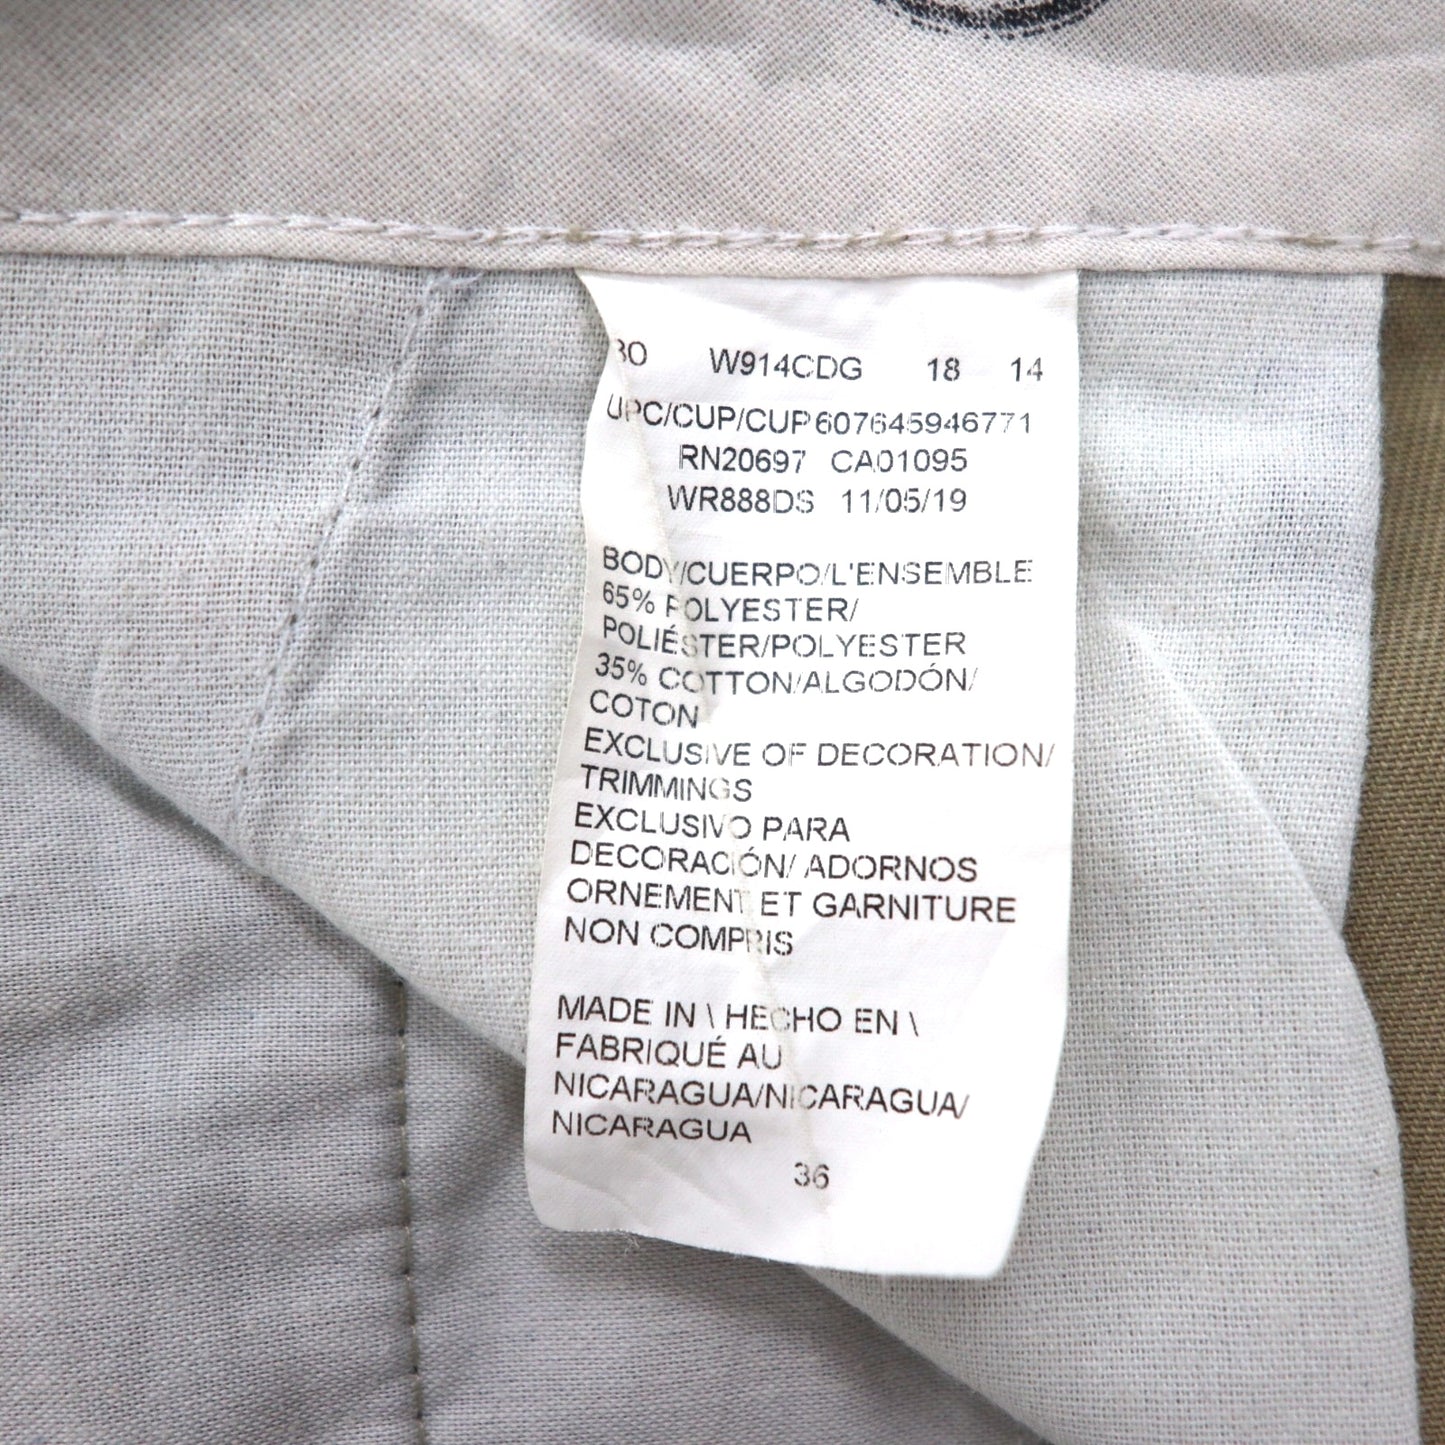 30 W914CDG 18 14
UPC/CUP/CUP607645946771
RN20697 CA01095
WR888DS 11/05/19
BODY/CUERPO/L'ENSEMBLE
65% POLYESTER/
POLIÉSTER/POLYESTER
35% COTTON/ALGODÓN/
COTON
EXCLUSIVE OF DECORATION/
TRIMMINGS
EXCLUSIVO PARA
DECORACIÓN/ ADORNOS
ORNEMENT ET GARNITURE
NON COMPRIS
MADE IN \ HECHO EN \
FABRIQUÉ AU
NICARAGUA/NICARAGUA/
NICARAGUA
36